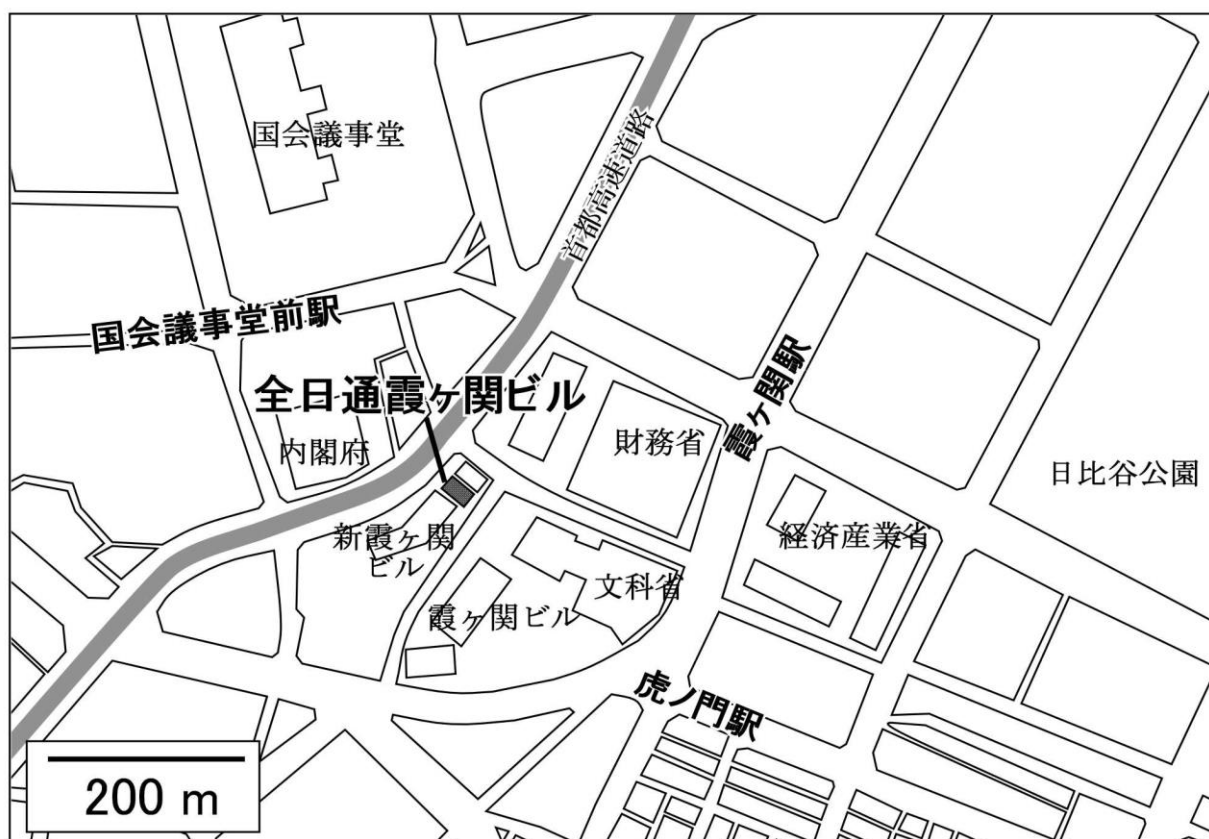 国会議事堂
首都高速道路
国会議事堂前駅
霞ヶ関駅
全日通霞ヶ関ビル
内閣府
財務省
日比谷公園
新霞ヶ関
ビル
経済産業省
文科省
霞ヶ関ビル
虎ノ門駅
200 m